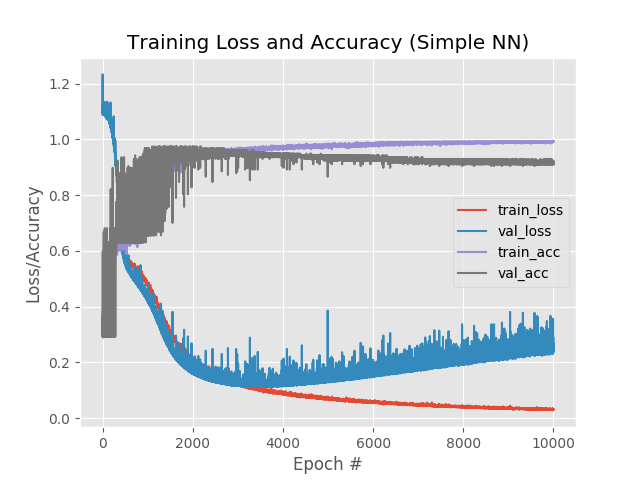 Training Loss and Accuracy (Simple NN)
Loss/Accuracy
1.2
1.0
0.8
0.6
0.4
0.2
0.0
train_loss
val_loss
train_acc
val_acc
0 2000 4000 6000 8000 10000
Epoch #